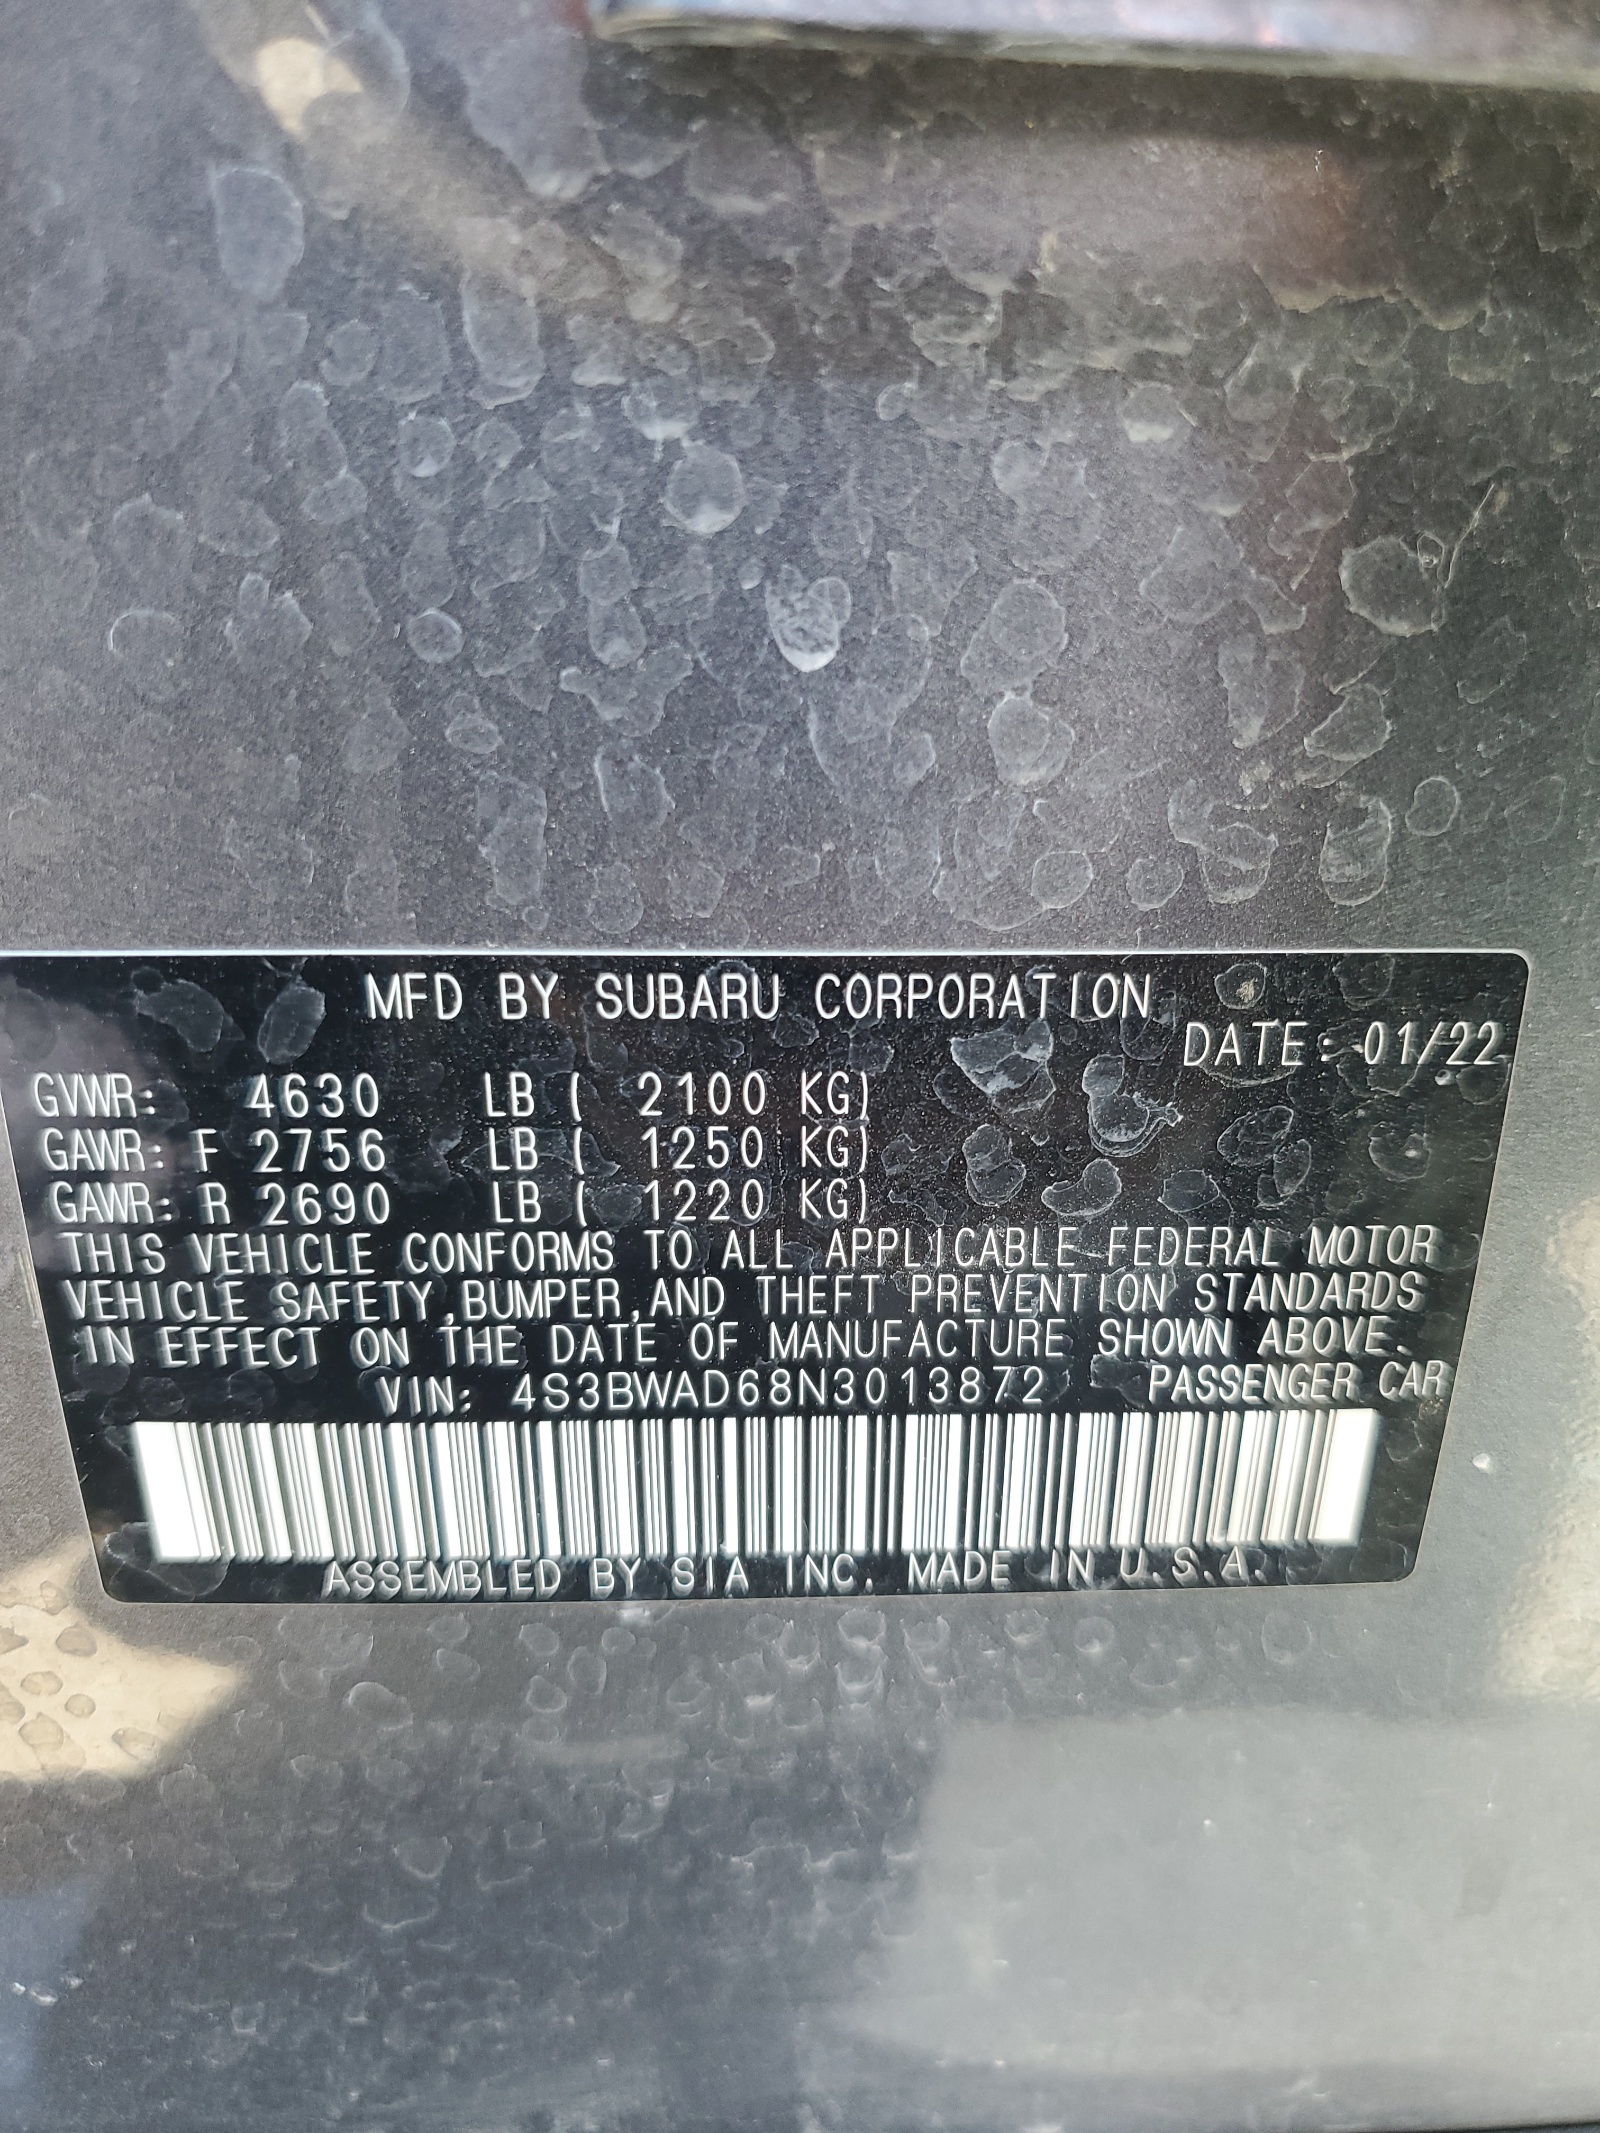 MFD BY SUBARU CORPORATION
DATE: 01/22
GVWR: 4630 LB ( 2100 KG)
GAWR: F 2756 LB ( 1250 KG)
GAWR: R 2690 LB ( 1220 KG)
THIS VEHICLE CONFORMS TO ALL APPLICABLE FEDERAL MOTOR
VEHICLE SAFETY,BUMPER,AND THEFT PREVENTION STANDARDS
IN EFFECT ON THE DATE OF MANUFACTURE SHOWN ABOVE.
VIN: 4S3BWAD68N3013872 PASSENGER CAR
ASSEMBLED BY SIA INC. MADE IN U.S.A.